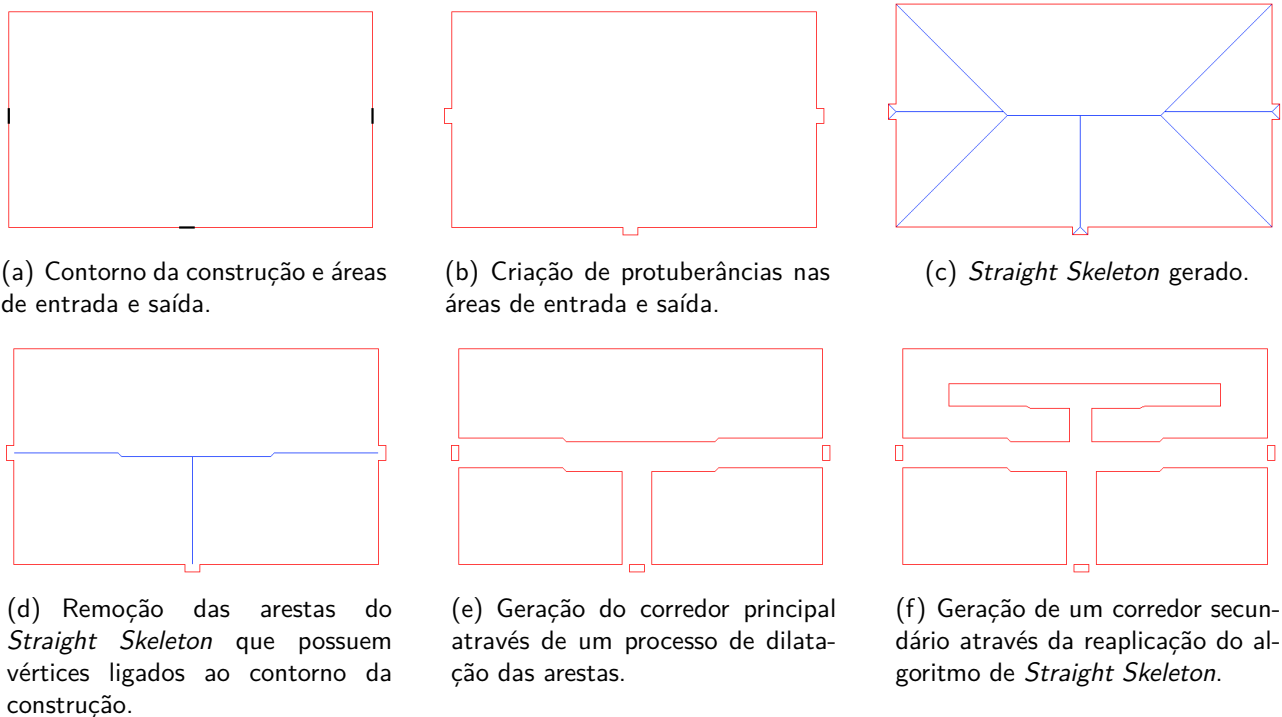 (a) Contorno da construção e áreas
de entrada e saída.
(b) Criação de protuberâncias nas
áreas de entrada e saída.
(c) Straight Skeleton gerado.
(d) Remoção das arestas do
Straight Skeleton que possuem
vértices ligados ao contorno da
construção.
(e) Geração do corredor principal
através de um processo de dilata-
ção das arestas.
(f) Geração de um corredor secun-
dário através da reaplicação do al-
goritmo de Straight Skeleton.